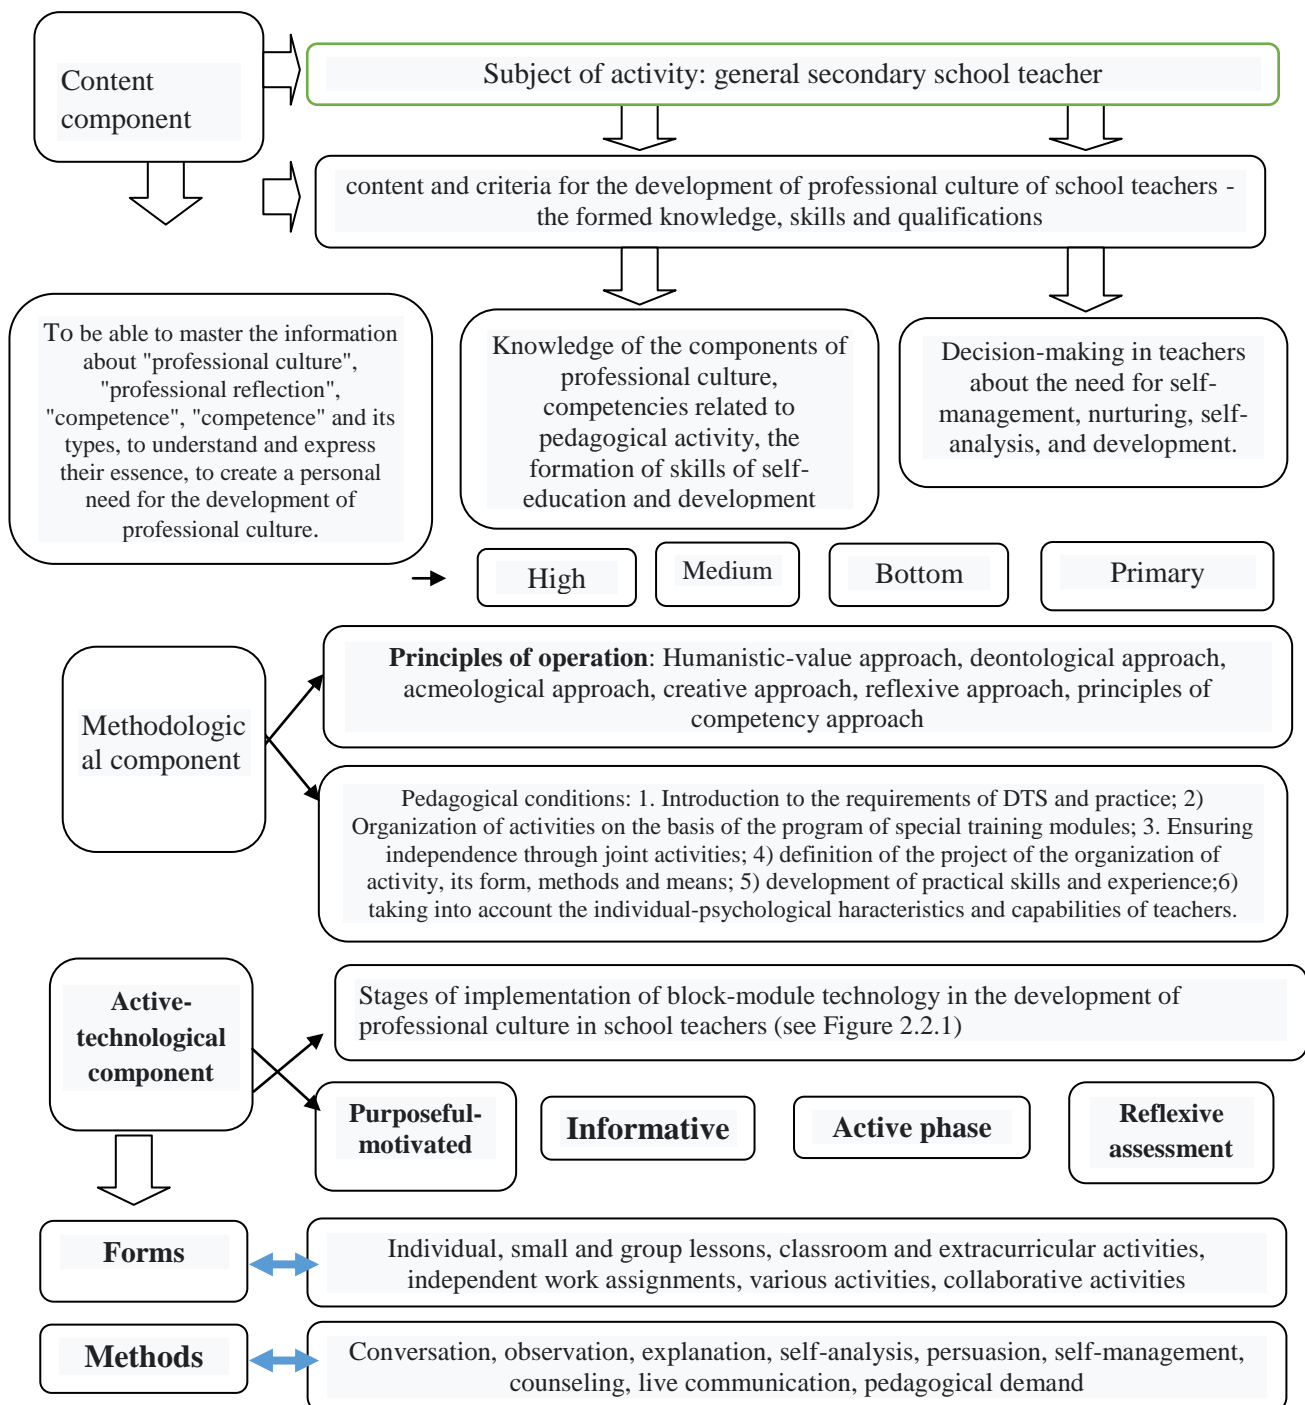 Content
component
Subject of activity: general secondary school teacher
content and criteria for the development of professional culture of school teachers -
the formed knowledge, skills and qualifications
To be able to master the information
about "professional culture",
"professional reflection",
"competence", "competence" and its
types, to understand and express
their essence, to create a personal
need for the development of
professional culture.
Knowledge of the components of
professional culture,
competencies related to
pedagogical activity, the
formation of skills of self-
education and development
Decision-making in teachers
about the need for self-
management, nurturing, self-
analysis, and development.
High
Medium
Bottom
Primary
Methodologic
al component
Principles of operation: Humanistic-value approach, deontological approach,
acmeological approach, creative approach, reflexive approach, principles of
competency approach
Pedagogical conditions: 1. Introduction to the requirements of DTS and practice; 2)
Organization of activities on the basis of the program of special training modules; 3. Ensuring
independence through joint activities; 4) definition of the project of the organization of
activity, its form, methods and means; 5) development of practical skills and experience;6)
taking into account the individual-psychological haracteristics and capabilities of teachers.
Active-
technological
component
Stages of implementation of block-module technology in the development of
professional culture in school teachers (see Figure 2.2.1)
Purposeful-
motivated
Informative
Active phase
Reflexive
assessment
Forms
Individual, small and group lessons, classroom and extracurricular activities,
independent work assignments, various activities, collaborative activities
Methods
Conversation, observation, explanation, self-analysis, persuasion, self-management,
counseling, live communication, pedagogical demand